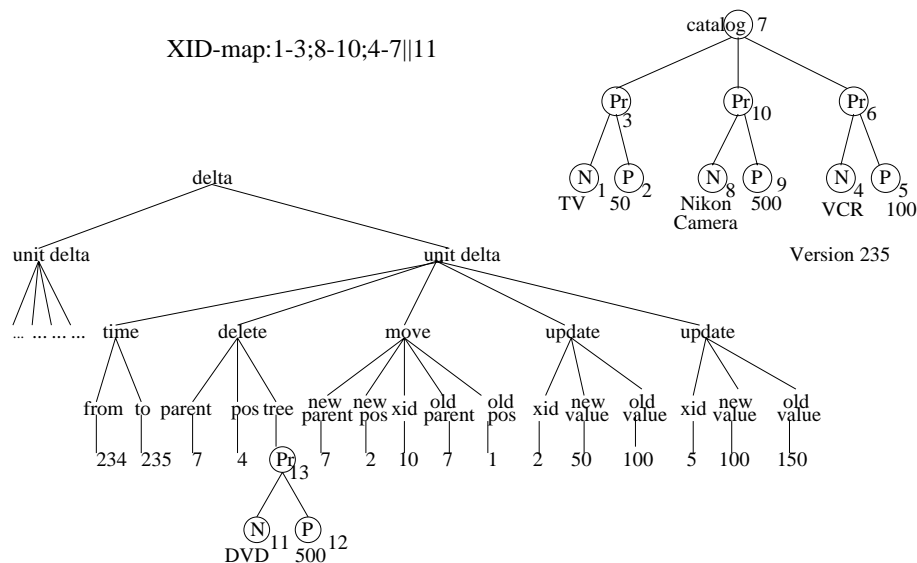 XID-map:1-3;8-10;4-7||11
catalog 7
Pr 3
Pr 10
Pr 6
N 1
P 2
N 8
P 9
N 4
P 5
TV
50
Nikon
Camera
500
VCR
100
Version 235
delta
unit delta
unit delta
... ... ... ...
time
delete
move
update
update
from
to
parent
pos
tree
new
parent
new
pos
xid
old
parent
old
pos
xid
new
value
old
value
xid
new
value
old
value
234
235
7
4
Pr 13
7
2
10
7
1
2
50
100
5
100
150
N 11
P 12
DVD
500